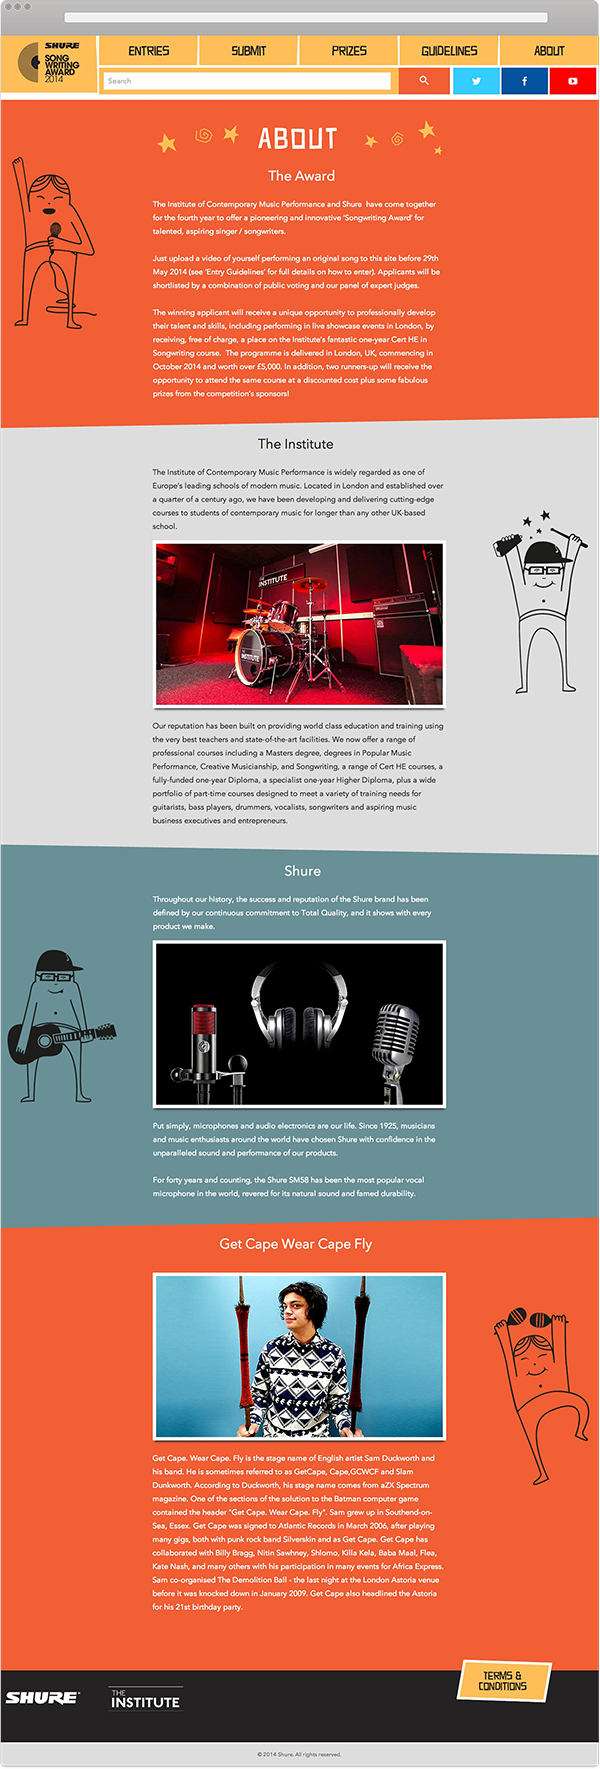 SHURE
SONG
WRITING
AWARD
2014
ENTRIES
SUBMIT
PRIZES
GUIDELINES
ABOUT
Search
ABOUT
The Award
The Institute of Contemporary Music Performance and Shure have come together
for the fourth year to offer a pioneering and innovative 'Songwriting Award' for
talented, aspiring singer / songwriters.
Just upload a video of yourself performing an original song to this site before 29th
May 2014 (see 'Entry Guidelines' for full details on how to enter). Applicants will be
shortlisted by a combination of public voting and our panel of expert judges.
The winning applicant will receive a unique opportunity to professionally develop
their talent and skills, including performing in live showcase events in London, by
receiving, free of charge, a place on the Institute's fantastic one-year Cert HE in
Songwriting course. The programme is delivered in London, UK, commencing in
October 2014 and worth over £5,000. In addition, two runners-up will receive the
opportunity to attend the same course at a discounted cost plus some fabulous
prizes from the competition's sponsors!
The Institute
The Institute of Contemporary Music Performance is widely regarded as one of
Europe's leading schools of modern music. Located in London and established over
a quarter of a century ago, we have been developing and delivering cutting-edge
courses to students of contemporary music for longer than any other UK-based
school.
THE
INSTITUTE
INSTITUTE
Our reputation has been built on providing world class education and training using
the very best teachers and state-of-the-art facilities. We now offer a range of
professional courses including a Masters degree, degrees in Popular Music
Performance, Creative Musicianship, and Songwriting, a range of Cert HE courses, a
fully-funded one-year Diploma, a specialist one-year Higher Diploma, plus a wide
portfolio of part-time courses designed to meet a variety of training needs for
guitarists, bass players, drummers, vocalists, songwriters and aspiring music
business executives and entrepreneurs.
Shure
Throughout our history, the success and reputation of the Shure brand has been
defined by our continuous commitment to Total Quality, and it shows with every
product we make.
Put simply, microphones and audio electronics are our life. Since 1925, musicians
and music enthusiasts around the world have chosen Shure with confidence in the
unparalleled sound and performance of our products.
For forty years and counting, the Shure SM58 has been the most popular vocal
microphone in the world, revered for its natural sound and famed durability.
Get Cape Wear Cape Fly
Get Cape. Wear Cape. Fly is the stage name of English artist Sam Duckworth and
his band. He is sometimes referred to as GetCape, Cape,GCWCF and Slam
Dunkworth. According to Duckworth, his stage name comes from aZX Spectrum
magazine. One of the sections of the solution to the Batman computer game
contained the header "Get Cape. Wear Cape. Fly". Sam grew up in Southend-on-
Sea, Essex. Get Cape was signed to Atlantic Records in March 2006, after playing
many gigs, both with punk rock band Silverskin and as Get Cape. Get Cape has
collaborated with Billy Bragg, Nitin Sawhney, Shlomo, Killa Kela, Baba Maal, Flea,
Kate Nash, and many others with his participation in many events for Africa Express.
Sam co-organised The Demolition Ball - the last night at the London Astoria venue
before it was knocked down in January 2009. Get Cape also headlined the Astoria
for his 21st birthday party.
TERMS &
CONDITIONS
SHURE
THE
INSTITUTE
© 2014 Shure. All rights reserved.